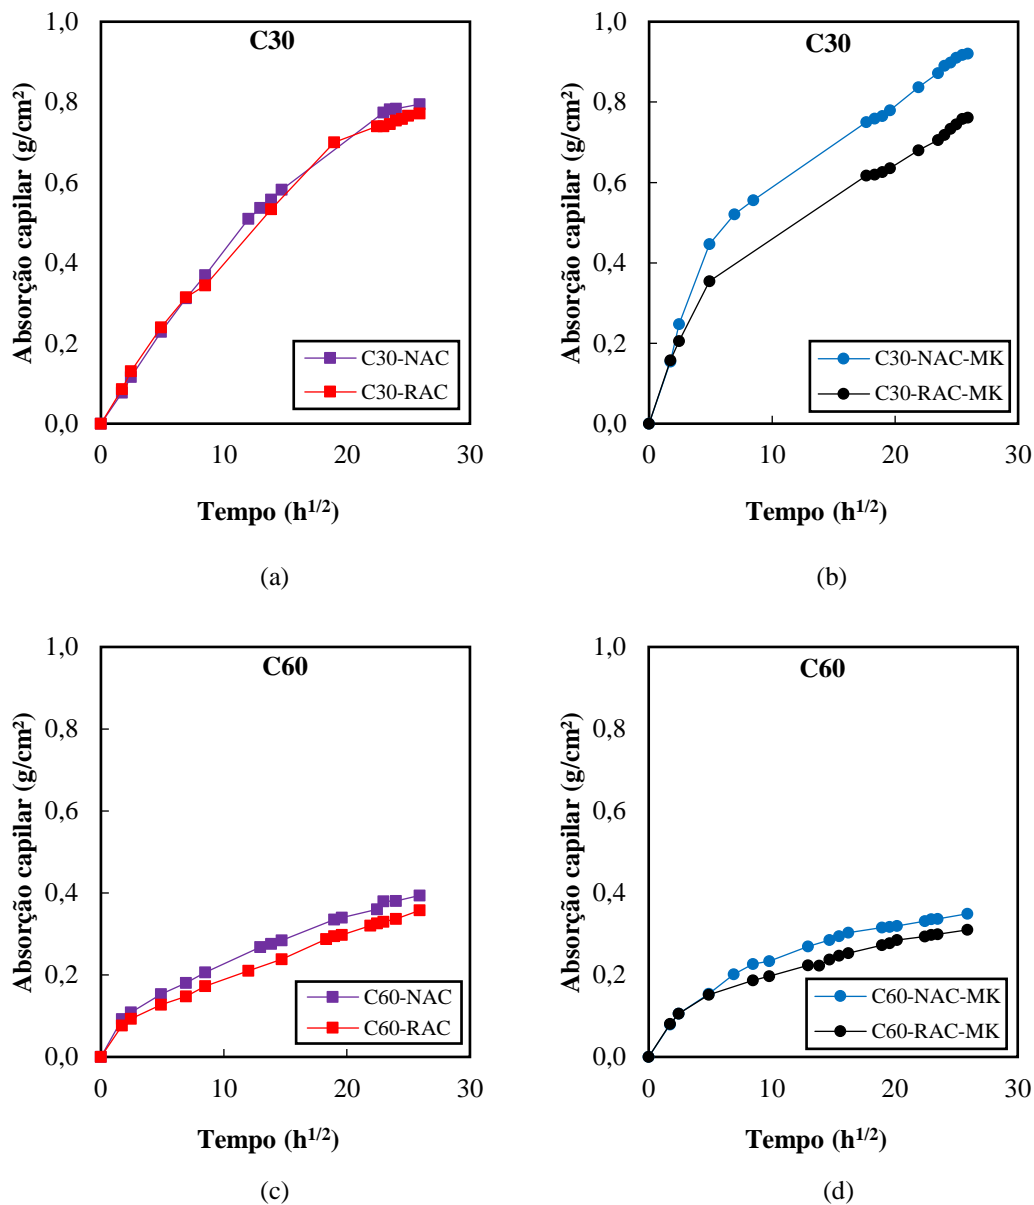 C30
Absorção capilar (g/cm²)
1,0
0,8
0,6
0,4
0,2
0,0
C30-NAC
C30-RAC
0 10 20 30
Tempo (h^1/2)
(a)
C30
Absorção capilar (g/cm²)
1,0
0,8
0,6
0,4
0,2
0,0
C30-NAC-MK
C30-RAC-MK
0 10 20 30
Tempo (h^1/2)
(b)
C60
Absorção capilar (g/cm²)
1,0
0,8
0,6
0,4
0,2
0,0
C60-NAC
C60-RAC
0 10 20 30
Tempo (h^1/2)
(c)
C60
Absorção capilar (g/cm²)
1,0
0,8
0,6
0,4
0,2
0,0
C60-NAC-MK
C60-RAC-MK
0 10 20 30
Tempo (h^1/2)
(d)